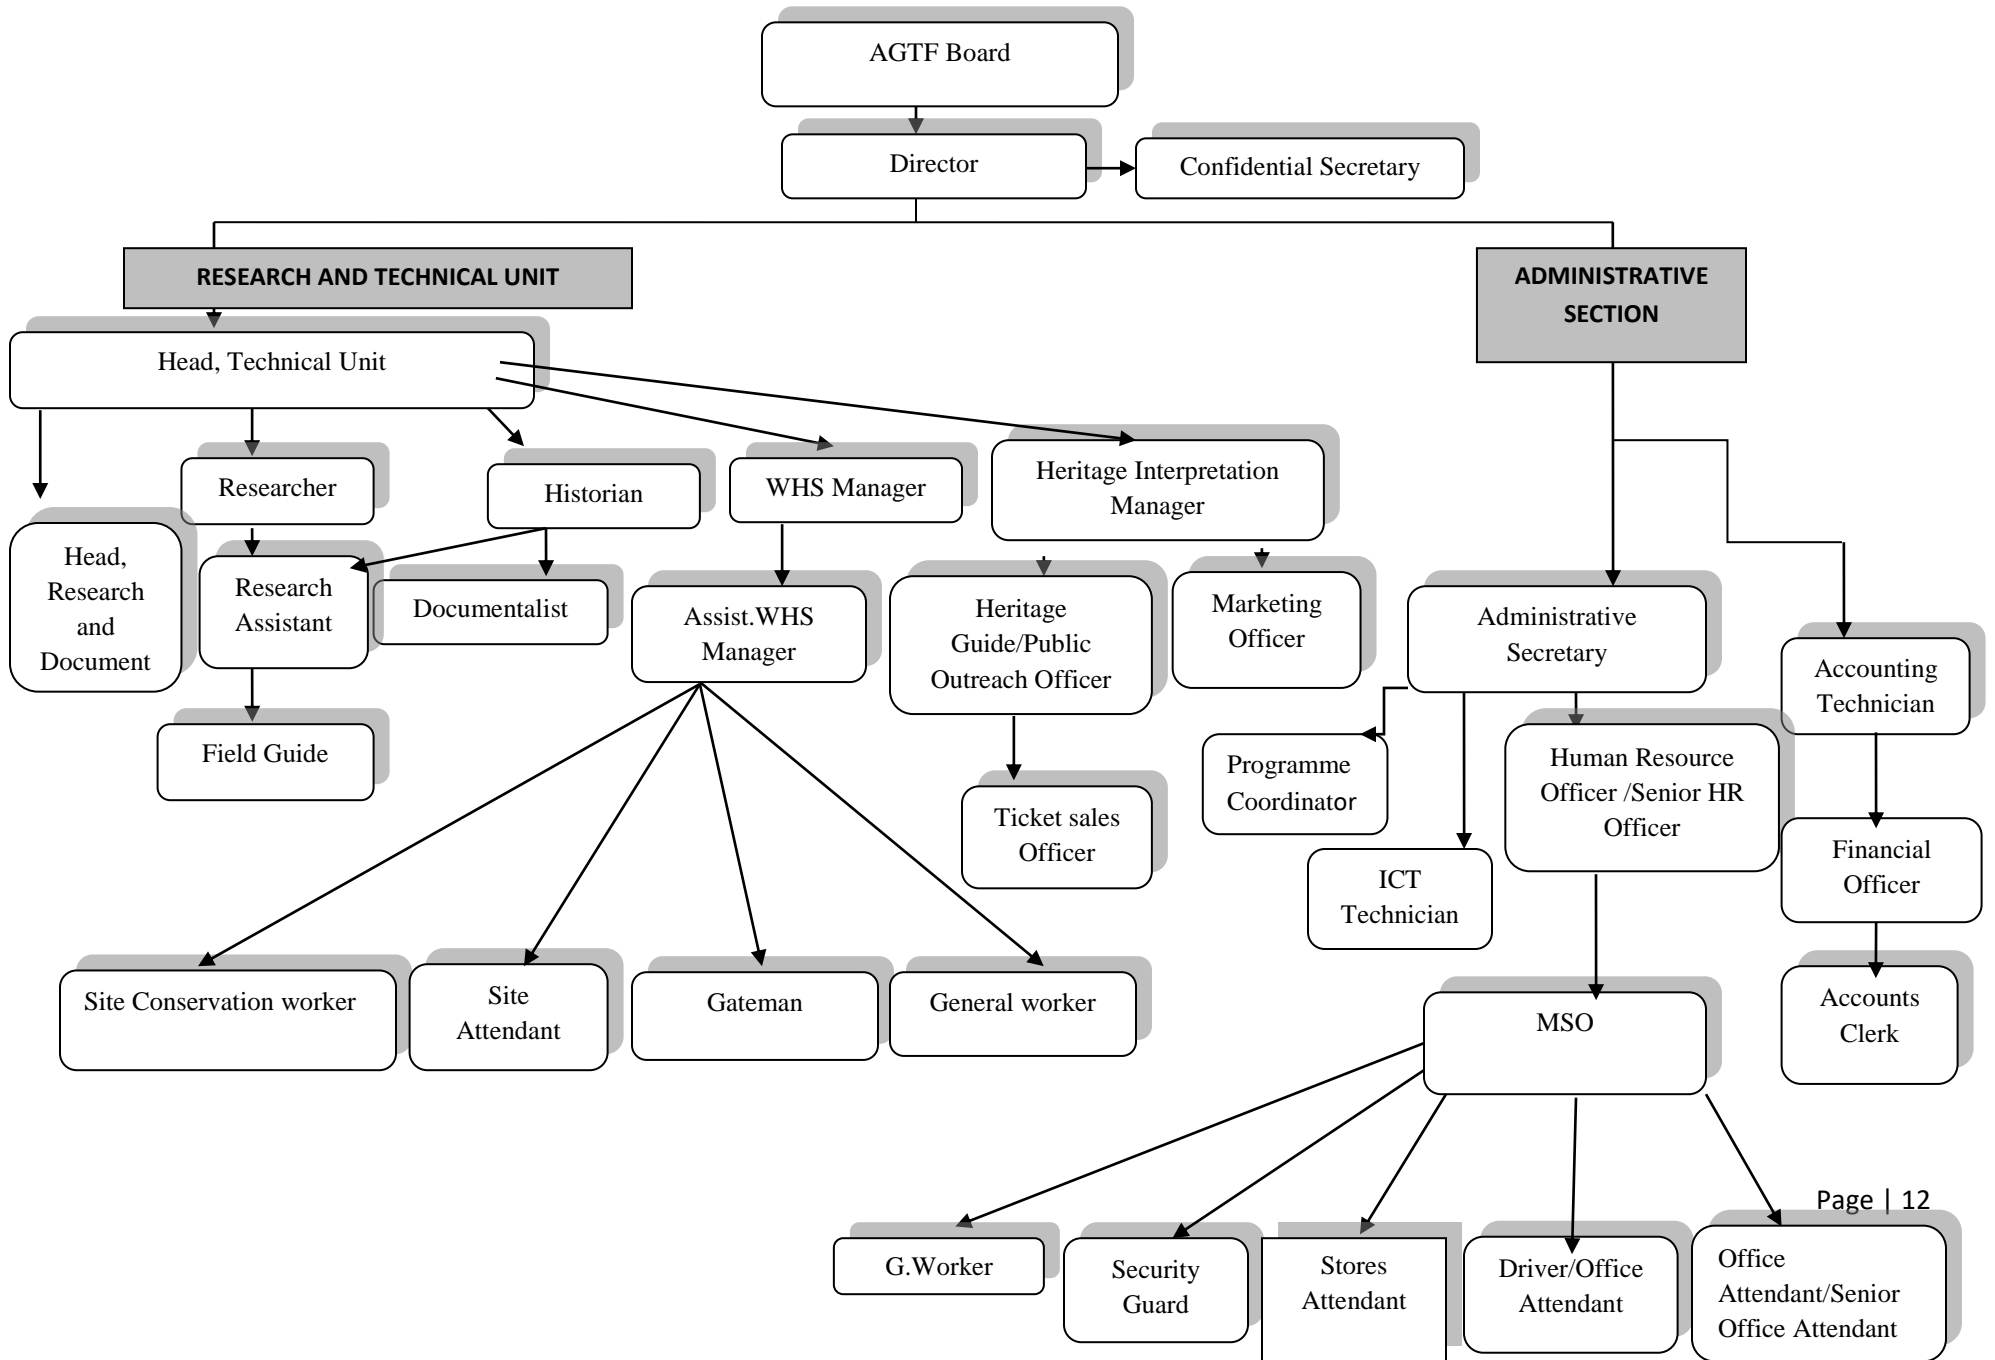 AGTF Board
Director
Confidential Secretary
RESEARCH AND TECHNICAL UNIT
ADMINISTRATIVE
SECTION
Head, Technical Unit
Researcher
Historian
WHS Manager
Heritage Interpretation
Manager
Head,
Research
and
Document
Research
Assistant
Documentalist
Assist.WHS
Manager
Heritage
Guide/Public
Outreach Officer
Marketing
Officer
Administrative
Secretary
Accounting
Technician
Field Guide
Programme
Coordinator
Human Resource
Officer /Senior HR
Officer
Ticket sales
Officer
ICT
Technician
Financial
Officer
Site Conservation worker
Site
Attendant
Gateman
General worker
MSO
Accounts
Clerk
Page | 12
G.Worker
Security
Guard
Stores
Attendant
Driver/Office
Attendant
Office
Attendant/Senior
Office Attendant